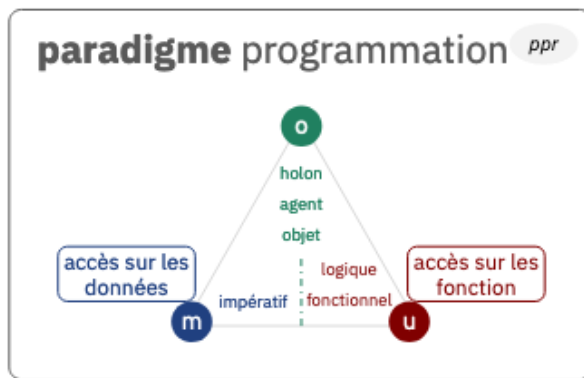 paradigme programmation ppr
o
holon
agent
objet
accès sur les
données
logique
accès sur les
fonction
impératif
fonctionnel
m
u